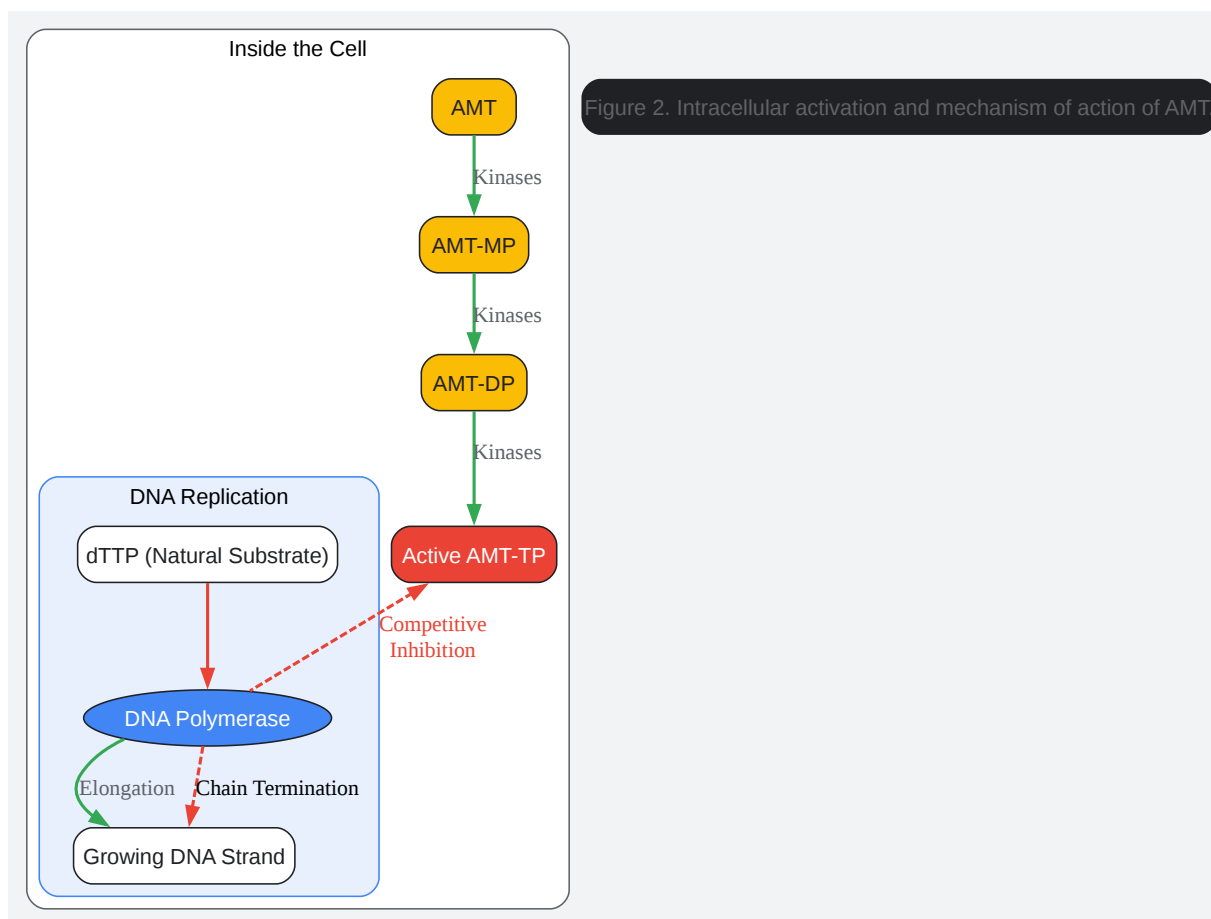 Inside the Cell
AMT
Figure 2. Intracellular activation and mechanism of action of AMT.
Kinases
AMT-MP
Kinases
AMT-DP
Kinases
DNA Replication
dTTP (Natural Substrate)
Active AMT-TP
Competitive
Inhibition
DNA Polymerase
Elongation
Chain Termination
Growing DNA Strand